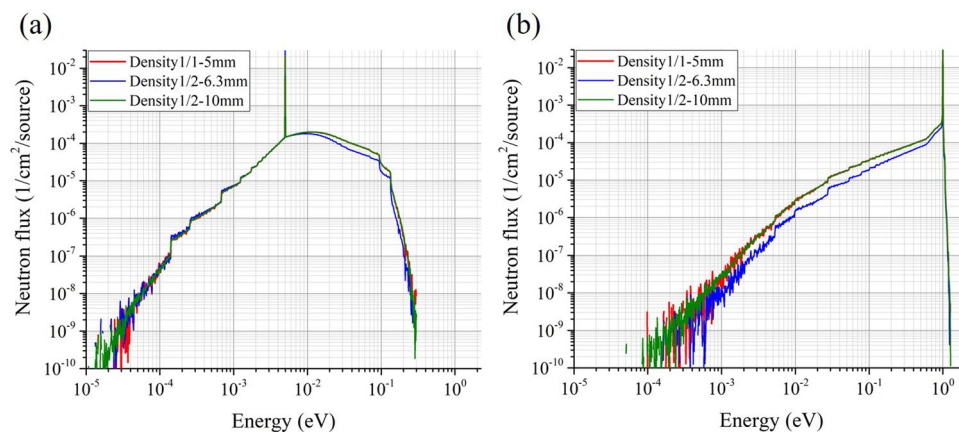 (a)
Neutron flux (1/cm²/source)
10⁻²
10⁻³
10⁻⁴
10⁻⁵
10⁻⁶
10⁻⁷
10⁻⁸
10⁻⁹
10⁻¹⁰
Density1/1-5mm
Density1/2-6.3mm
Density1/2-10mm
10⁻⁵ 10⁻⁴ 10⁻³ 10⁻² 10⁻¹ 10⁰
Energy (eV)
(b)
Neutron flux (1/cm²/source)
10⁻²
10⁻³
10⁻⁴
10⁻⁵
10⁻⁶
10⁻⁷
10⁻⁸
10⁻⁹
10⁻¹⁰
Density1/1-5mm
Density1/2-6.3mm
Density1/2-10mm
10⁻⁵ 10⁻⁴ 10⁻³ 10⁻² 10⁻¹ 10⁰
Energy (eV)